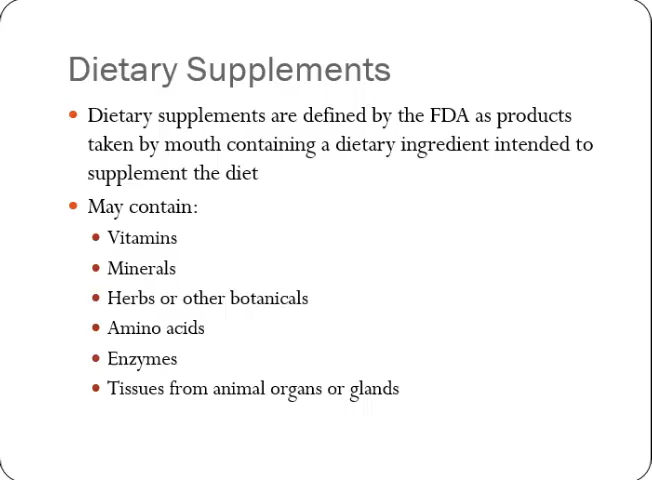 Dietary Supplements
Dietary supplements are defined by the FDA as products
taken by mouth containing a dietary ingredient intended to
supplement the diet
May contain:
Vitamins
Minerals
Herbs or other botanicals
Amino acids
Enzymes
Tissues from animal organs or glands